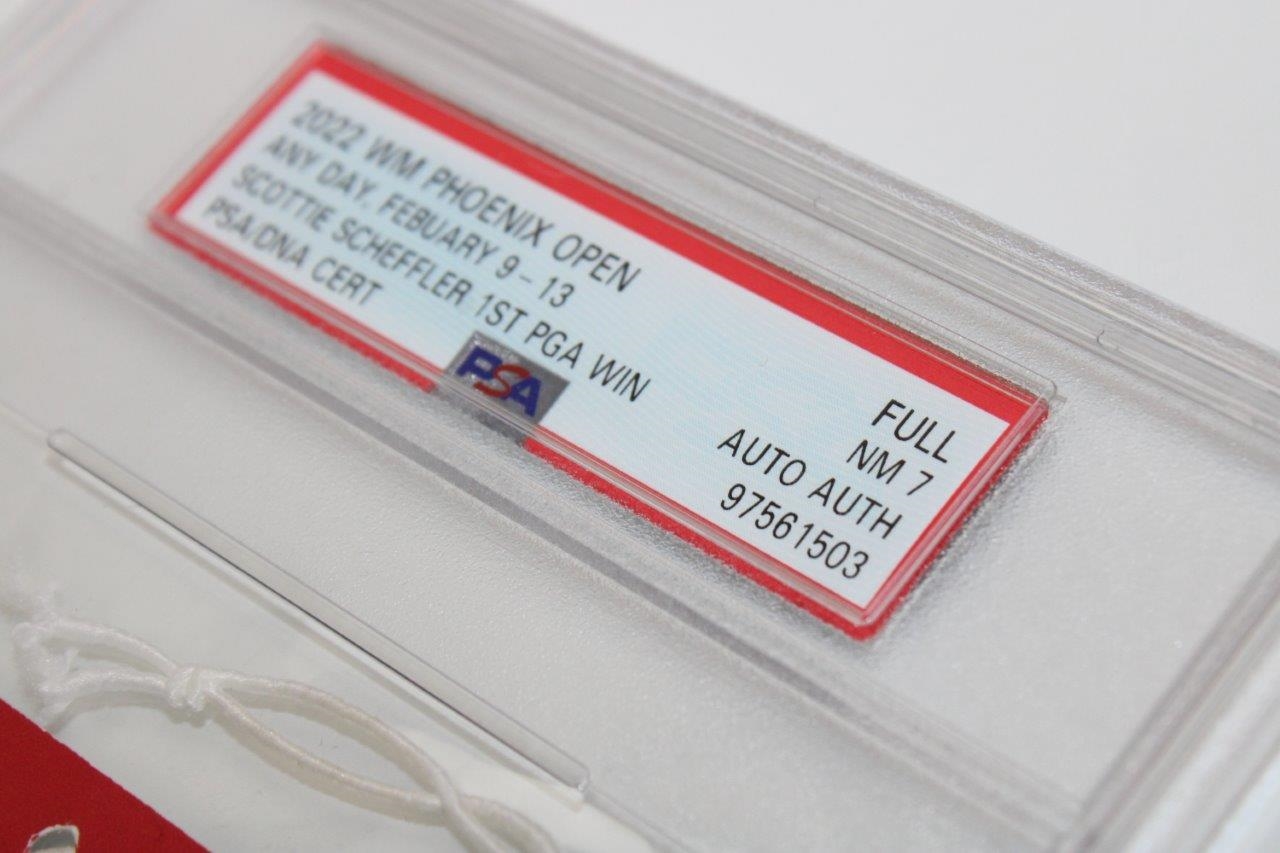 2022 WM PHOENIX OPEN
ANY DAY, FEBUARY 9 - 13
SCOTTIE SCHEFFLER 1ST PGA WIN
PSA/DNA CERT
PSA
FULL
NM 7
AUTO AUTH
97561503